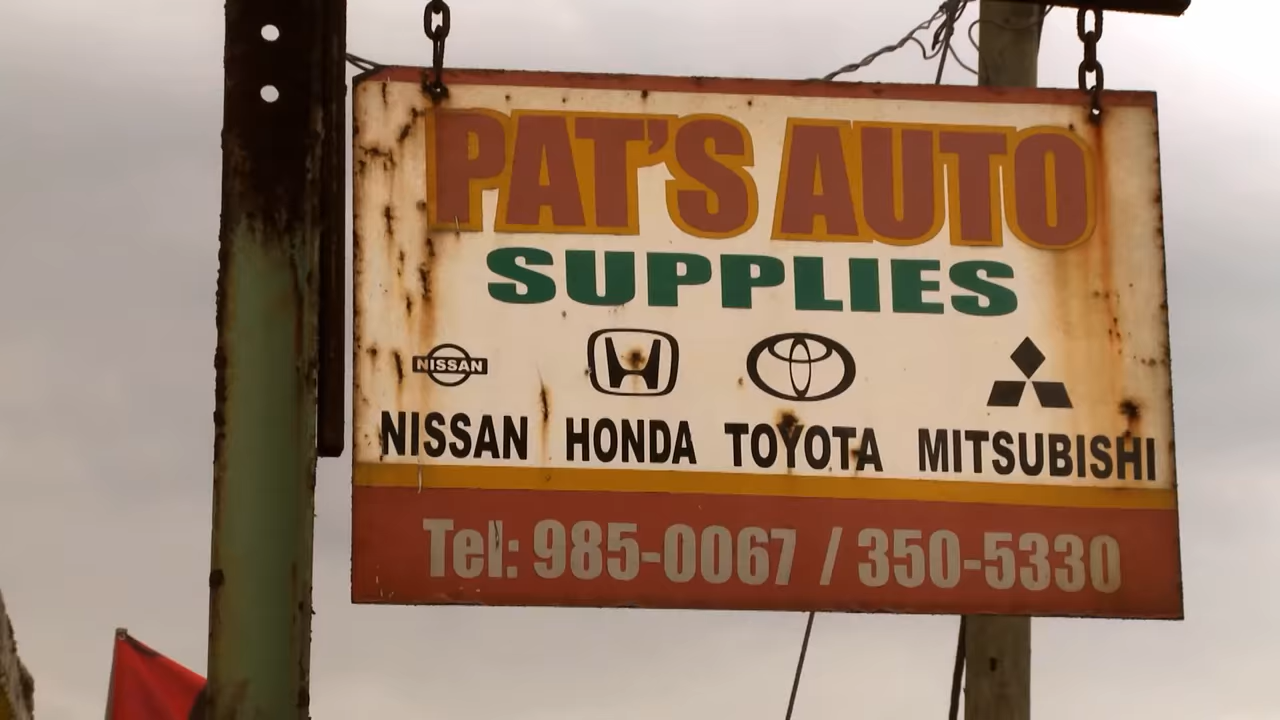 PAT'S AUTO
SUPPLIES
NISSAN
NISSAN HONDA TOYOTA MITSUBISHI
Tel: 985-0067 / 350-5330